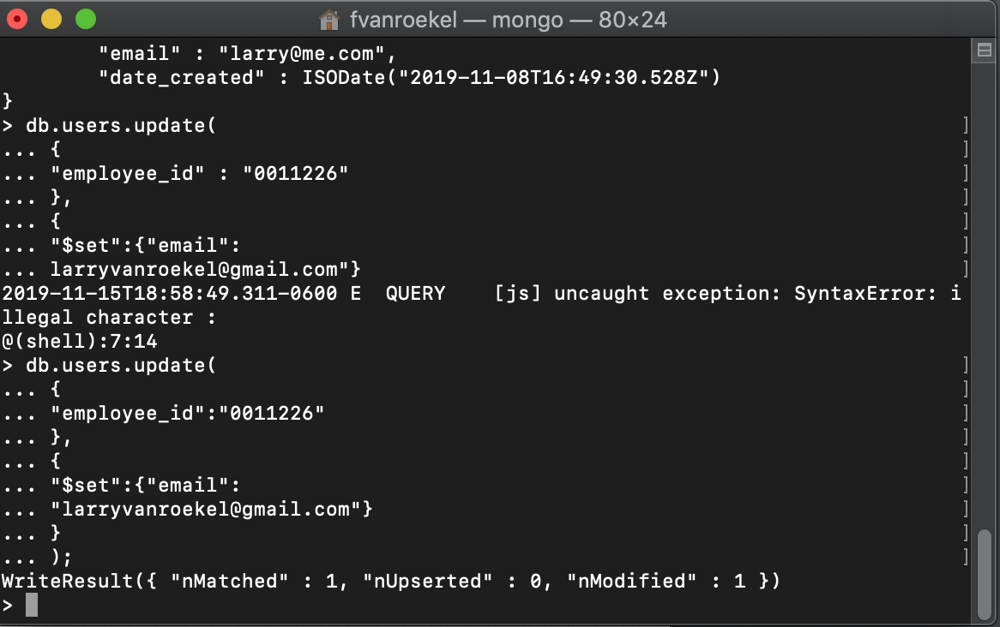 fvanroekel — mongo — 80×24
"email" : "larry@me.com",
"date_created" : ISODate("2019-11-08T16:49:30.528Z")
}
> db.users.update(
... {
... "employee_id" : "0011226"
... },
... {
... "$set":{"email":
... larryvanroekel@gmail.com"}
2019-11-15T18:58:49.311-0600 E  QUERY    [js] uncaught exception: SyntaxError: i
llegal character :
@(shell):7:14
> db.users.update(
... {
... "employee_id":"0011226"
... },
... {
... "$set":{"email":
... "larryvanroekel@gmail.com"}
... }
... );
WriteResult({ "nMatched" : 1, "nUpserted" : 0, "nModified" : 1 })
>